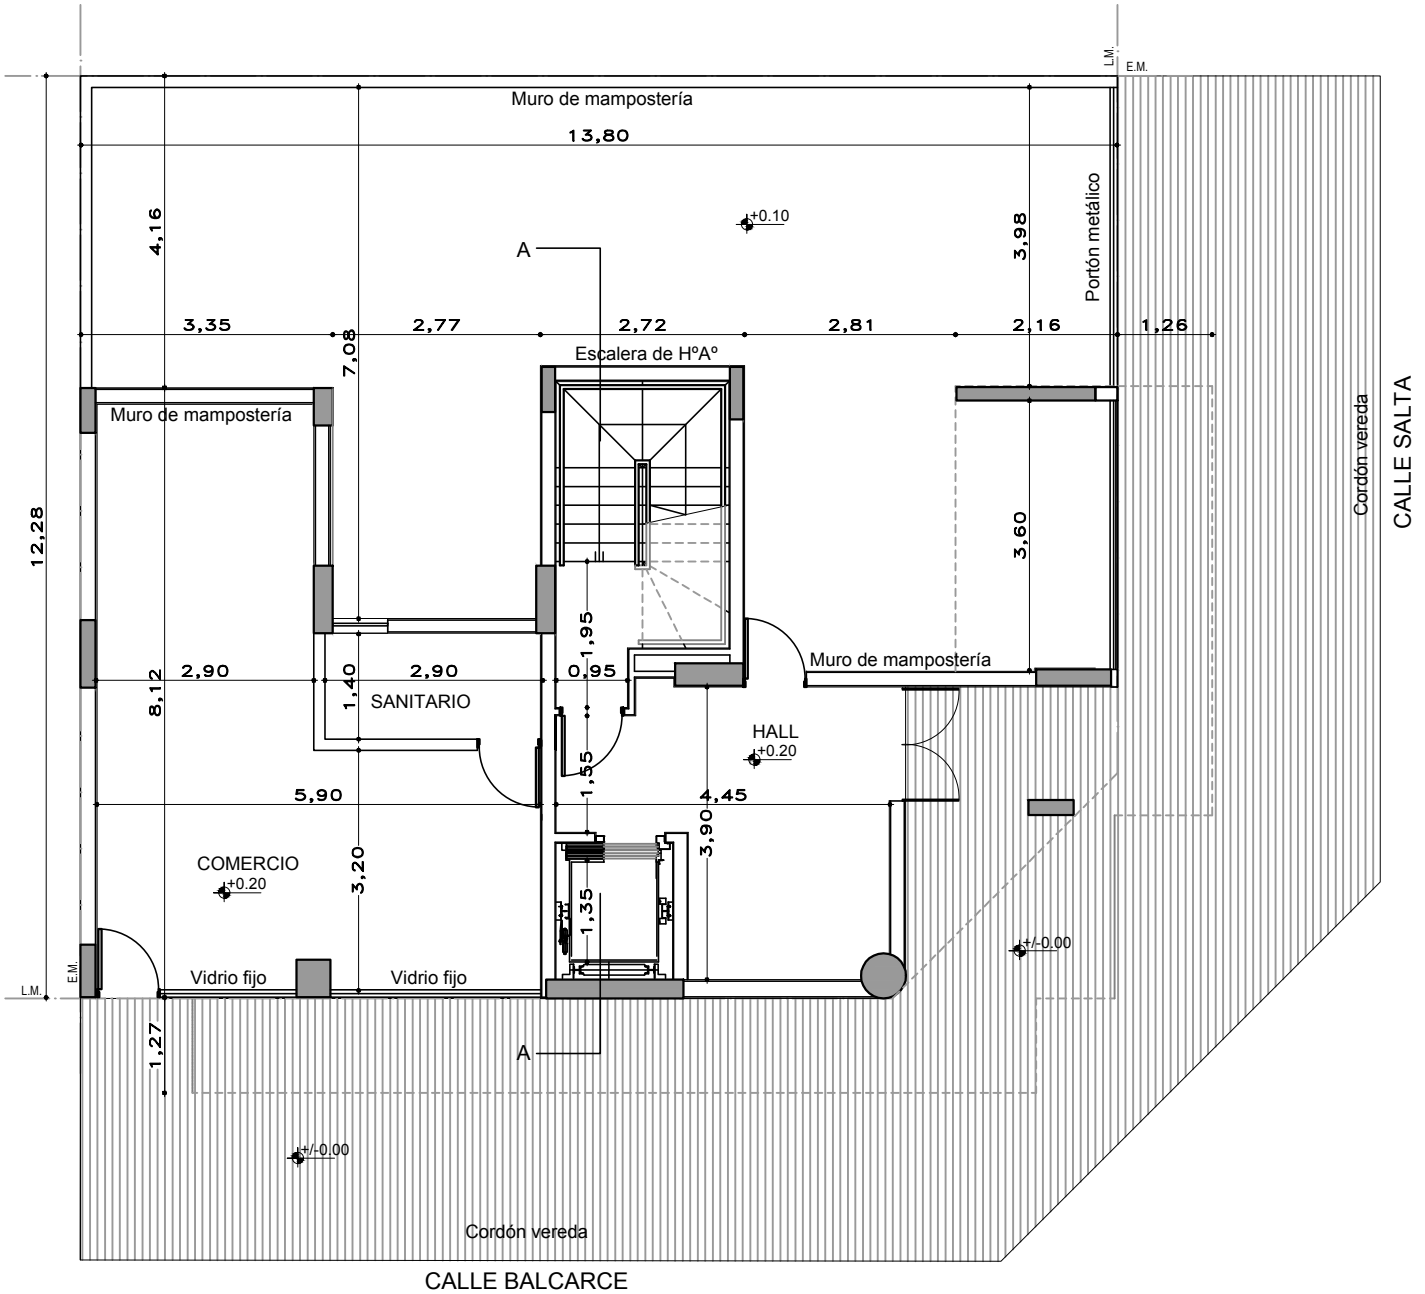 L.M.
E.M.
Muro de mampostería
13,80
Portón metálico
4,16
+0.10
3,98
A
3,35
2,77
2,72
2,81
2,16
1,26
7,08
Escalera de HºAº
Muro de mampostería
Cordón vereda
CALLE SALTA
12,28
3,60
1,95
2,90
2,90
0,95
Muro de mampostería
8,12
1,40
SANITARIO
HALL
+0.20
1,55
5,90
4,45
3,90
COMERCIO
+0.20
3,20
1,35
+/-0.00
E.M.
L.M.
Vidrio fijo
Vidrio fijo
1,27
A
+/-0.00
Cordón vereda
CALLE BALCARCE